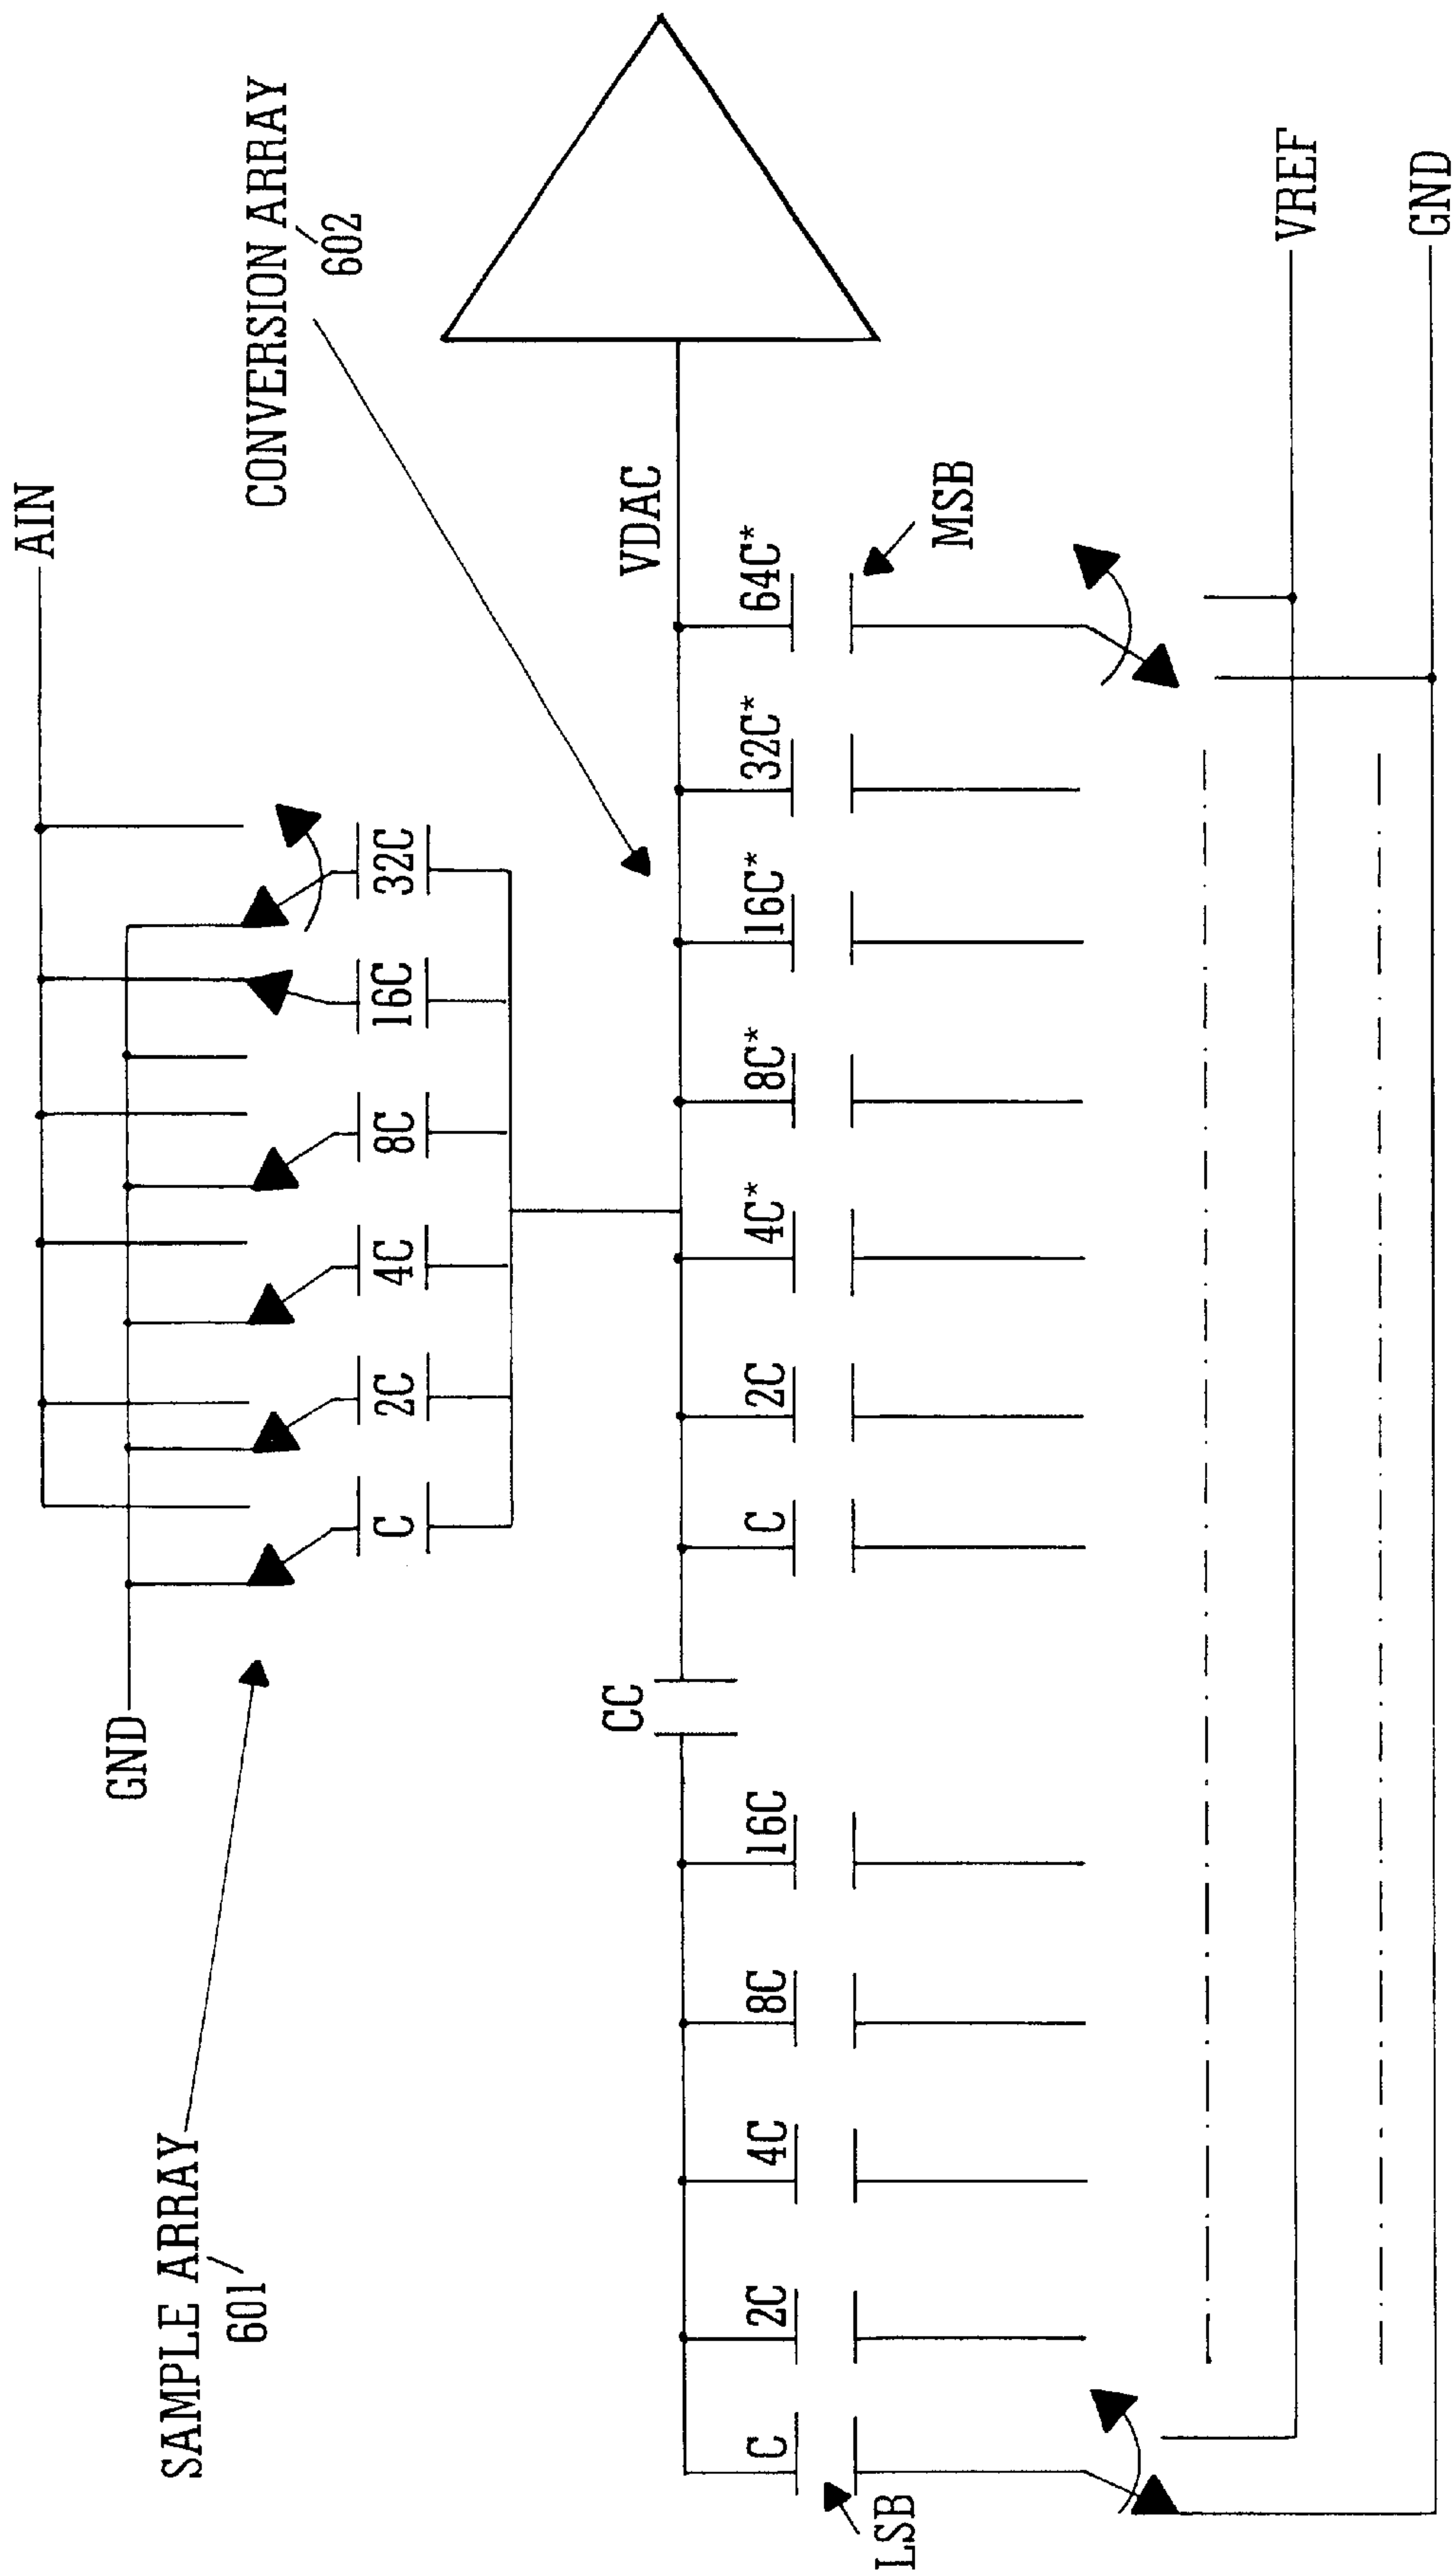 AIN
GND
SAMPLE ARRAY
601
CONVERSION ARRAY
602
C
2C
4C
8C
16C
32C
CC
VDAC
C
2C
4C
8C
16C
C
2C
4C*
8C*
16C*
32C*
64C*
LSB
MSB
VREF
GND